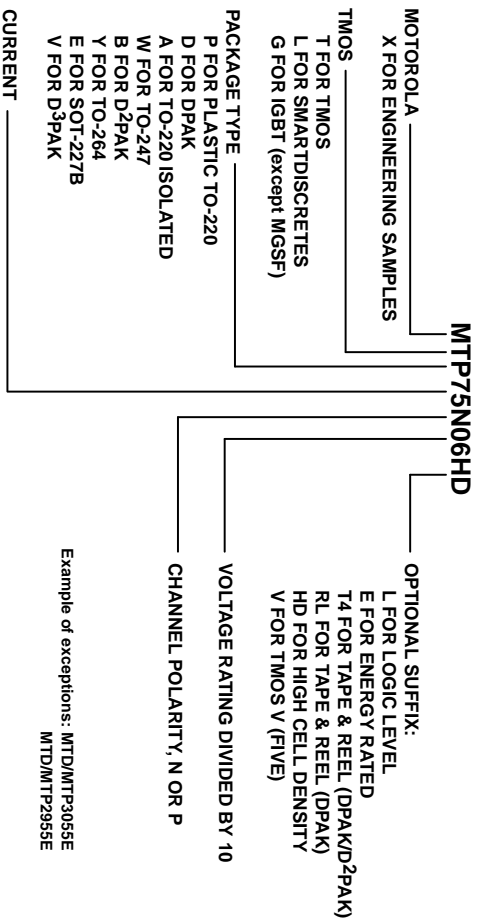 MTP75N06HD
MOTOROLA
X FOR ENGINEERING SAMPLES
TMOS
T FOR TMOS
L FOR SMARTDISCRETES
G FOR IGBT (except MGSF)
PACKAGE TYPE
P FOR PLASTIC TO-220
D FOR DPAK
A FOR TO-220 ISOLATED
W FOR TO-247
B FOR D²PAK
Y FOR TO-264
E FOR SOT-227B
V FOR D³PAK
CURRENT
OPTIONAL SUFFIX:
L FOR LOGIC LEVEL
E FOR ENERGY RATED
T4 FOR TAPE & REEL (DPAK/D²PAK)
RL FOR TAPE & REEL (DPAK)
HD FOR HIGH CELL DENSITY
V FOR TMOS V (FIVE)
VOLTAGE RATING DIVIDED BY 10
CHANNEL POLARITY, N OR P
Example of exceptions: MTD/MTP3055E
MTD/MTP2955E